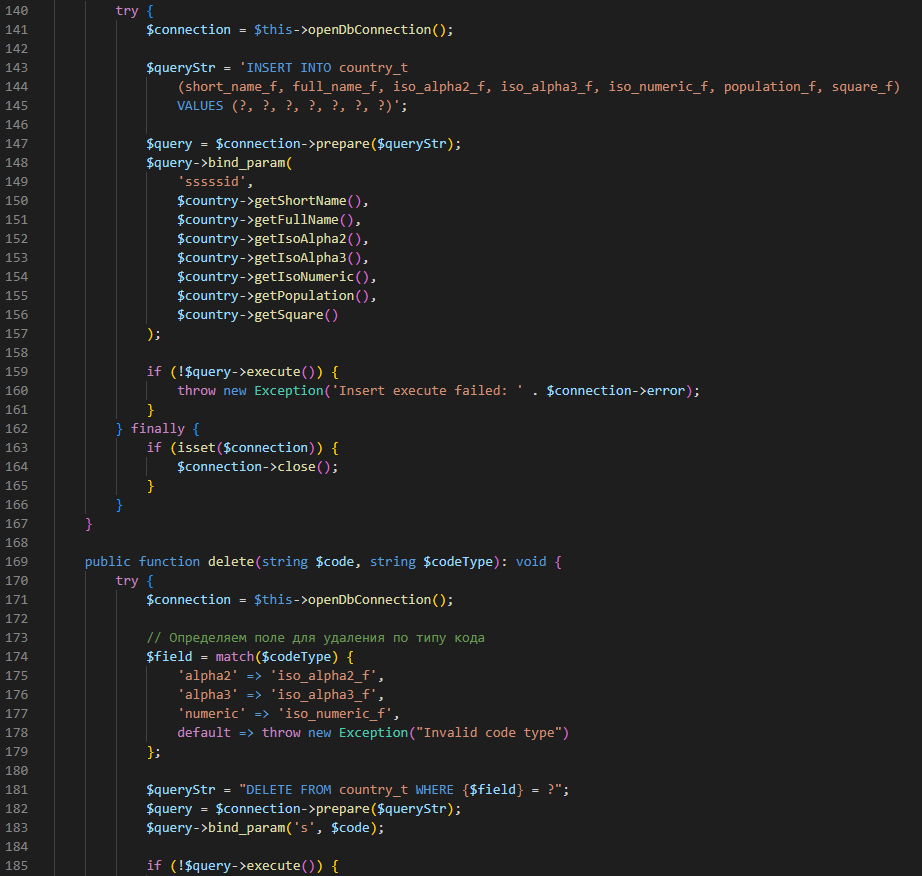 140 try {
141 $connection = $this->openDbConnection();
142
143 $queryStr = 'INSERT INTO country_t
144 (short_name_f, full_name_f, iso_alpha2_f, iso_alpha3_f, iso_numeric_f, population_f, square_f)
145 VALUES (?, ?, ?, ?, ?, ?, ?)';
146
147 $query = $connection->prepare($queryStr);
148 $query->bind_param(
149 'sssssid',
150 $country->getShortName(),
151 $country->getFullName(),
152 $country->getIsoAlpha2(),
153 $country->getIsoAlpha3(),
154 $country->getIsoNumeric(),
155 $country->getPopulation(),
156 $country->getSquare()
157 );
158
159 if (!$query->execute()) {
160 throw new Exception('Insert execute failed: ' . $connection->error);
161 }
162 } finally {
163 if (isset($connection)) {
164 $connection->close();
165 }
166 }
167 }
168
169 public function delete(string $code, string $codeType): void {
170 try {
171 $connection = $this->openDbConnection();
172
173 // Определяем поле для удаления по типу кода
174 $field = match($codeType) {
175 'alpha2' => 'iso_alpha2_f',
176 'alpha3' => 'iso_alpha3_f',
177 'numeric' => 'iso_numeric_f',
178 default => throw new Exception("Invalid code type")
179 };
180
181 $queryStr = "DELETE FROM country_t WHERE {$field} = ?";
182 $query = $connection->prepare($queryStr);
183 $query->bind_param('s', $code);
184
185 if (!$query->execute()) {